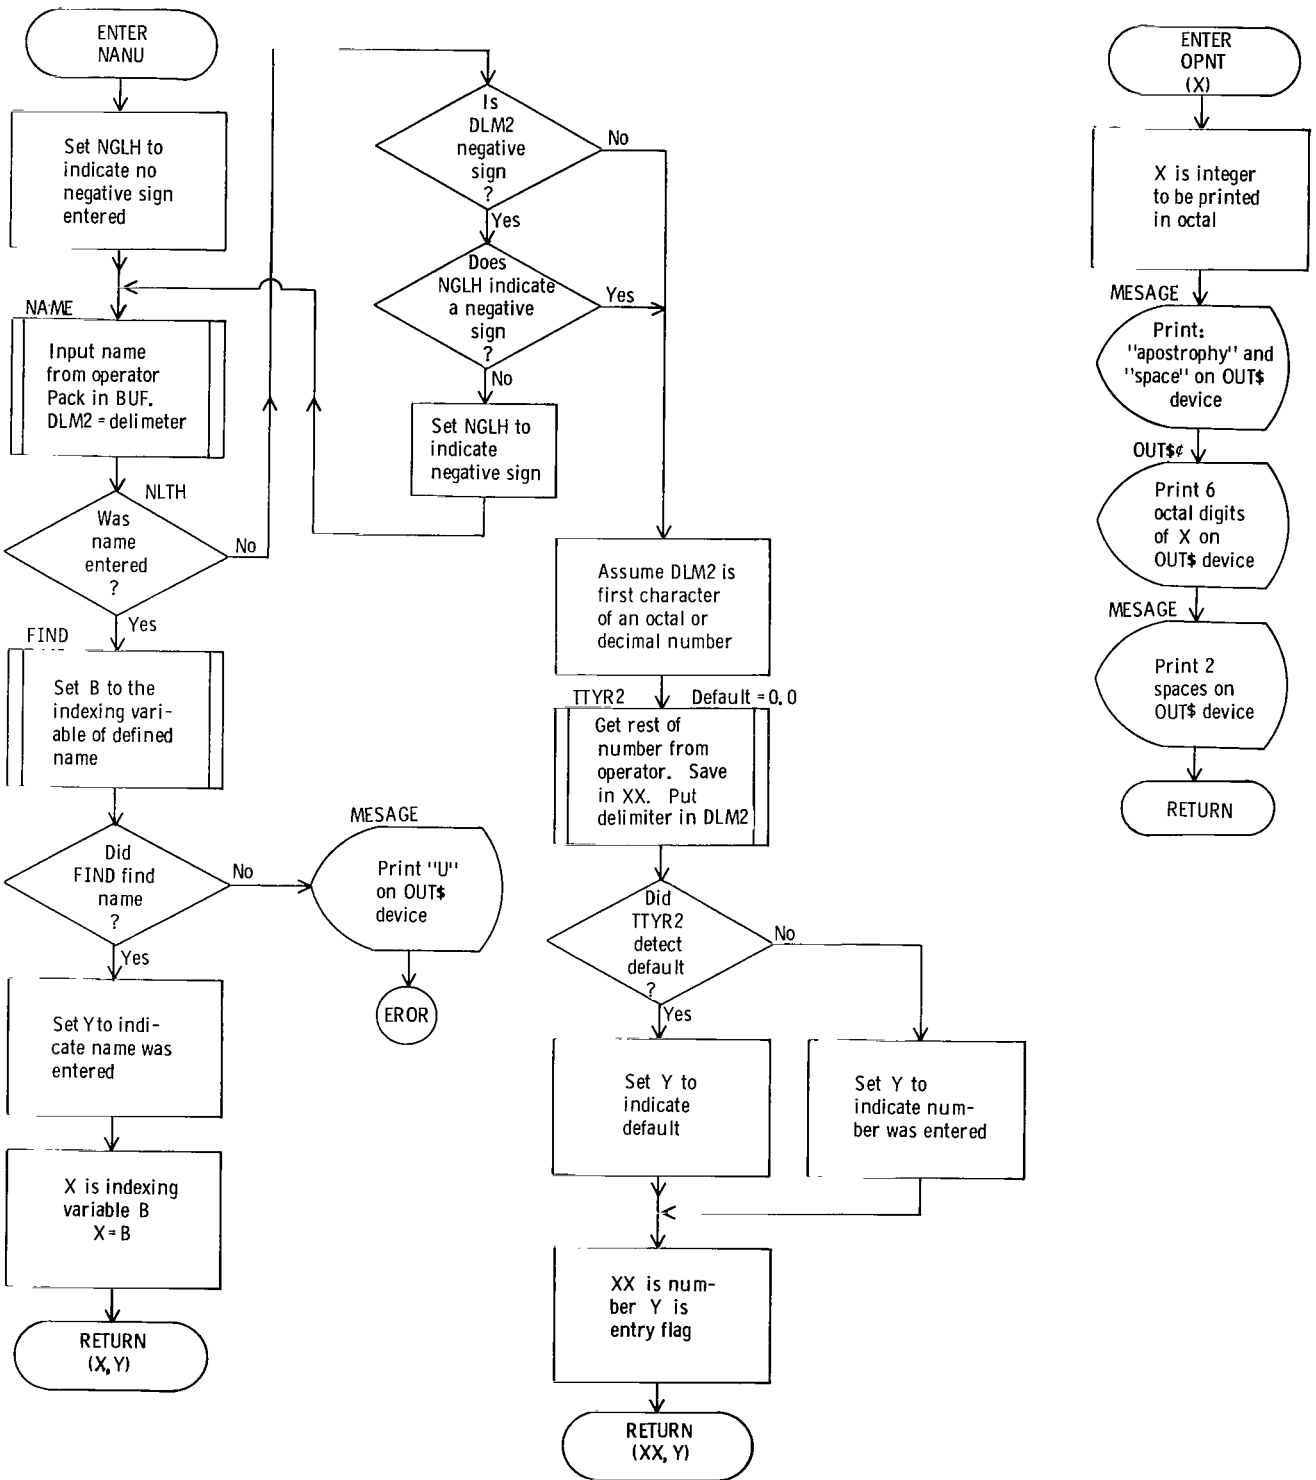 ENTER
NANU
Set NGLH to
indicate no
negative sign
entered
NAME
Input name
from operator
Pack in BUF.
DLM2 = delimeter
NLTH
Was
name
entered
?
No
Yes
FIND
Set B to the
indexing vari-
able of defined
name
Did
FIND find
name
?
No
Yes
MESAGE
Print "U"
on OUT$
device
EROR
Set Y to indi-
cate name was
entered
X is indexing
variable B
X = B
RETURN
(X, Y)
Is
DLM2
negative
sign
?
No
Yes
Does
NGLH indicate
a negative
sign
?
Yes
No
Set NGLH to
indicate
negative sign
Assume DLM2 is
first character
of an octal or
decimal number
TTYR2
Default = 0.0
Get rest of
number from
operator. Save
in XX. Put
delimiter in DLM2
Did
TTYR2
detect
default
?
No
Yes
Set Y to
indicate
default
Set Y to
indicate num-
ber was entered
XX is num-
ber Y is
entry flag
RETURN
(XX, Y)
ENTER
OPNT
(X)
X is integer
to be printed
in octal
MESAGE
Print:
"apostrophy" and
"space" on OUT$
device
OUT$¢
Print 6
octal digits
of X on
OUT$ device
MESAGE
Print 2
spaces on
OUT$ device
RETURN